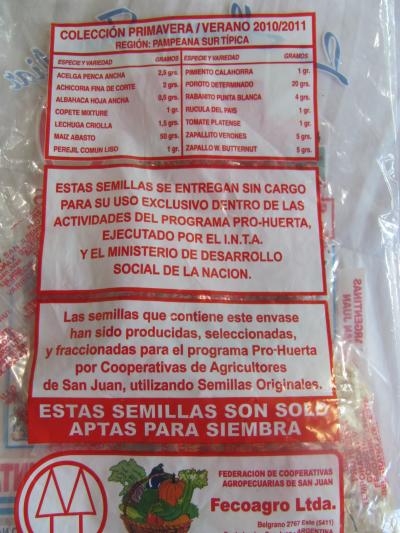 COLECCIÓN PRIMAVERA / VERANO 2010/2011
REGIÓN: PAMPEANA SUR TÍPICA
ESPECIE Y VARIEDAD GRAMOS ESPECIE Y VARIEDAD GRAMOS
ACELGA PENCA ANCHA 2,5 grs. PIMIENTO CALAHORRA 1 gr.
ACHICORIA FINA DE CORTE 2 grs. POROTO DETERMINADO 20 grs.
ALBAHACA HOJA ANCHA 0,5 grs. RABANITO PUNTA BLANCA 4 grs.
COPETE MIXTURE 1 gr. RUCULA DEL PAIS 1 gr.
LECHUGA CRIOLLA 1,5 grs. TOMATE PLATENSE 1 gr.
MAIZ ABASTO 50 grs. ZAPALLITO VERONES 5 grs.
PEREJIL COMUN LISO 1 gr. ZAPALLO W. BUTTERNUT 5 grs.
ESTAS SEMILLAS SE ENTREGAN SIN CARGO
PARA SU USO EXCLUSIVO DENTRO DE LAS
ACTIVIDADES DEL PROGRAMA PRO-HUERTA,
EJECUTADO POR EL I.N.T.A.
Y EL MINISTERIO DE DESARROLLO
SOCIAL DE LA NACION.
Las semillas que contiene este envase
han sido producidas, seleccionadas,
y fraccionadas para el programa Pro-Huerta
por Cooperativas de Agricultores
de San Juan, utilizando Semillas Originales.
ESTAS SEMILLAS SON SOLO
APTAS PARA SIEMBRA
FEDERACION DE COOPERATIVAS
AGROPECUARIAS DE SAN JUAN
Fecoagro Ltda.
Belgrano 2767 Este (5411)
ARGENTINA